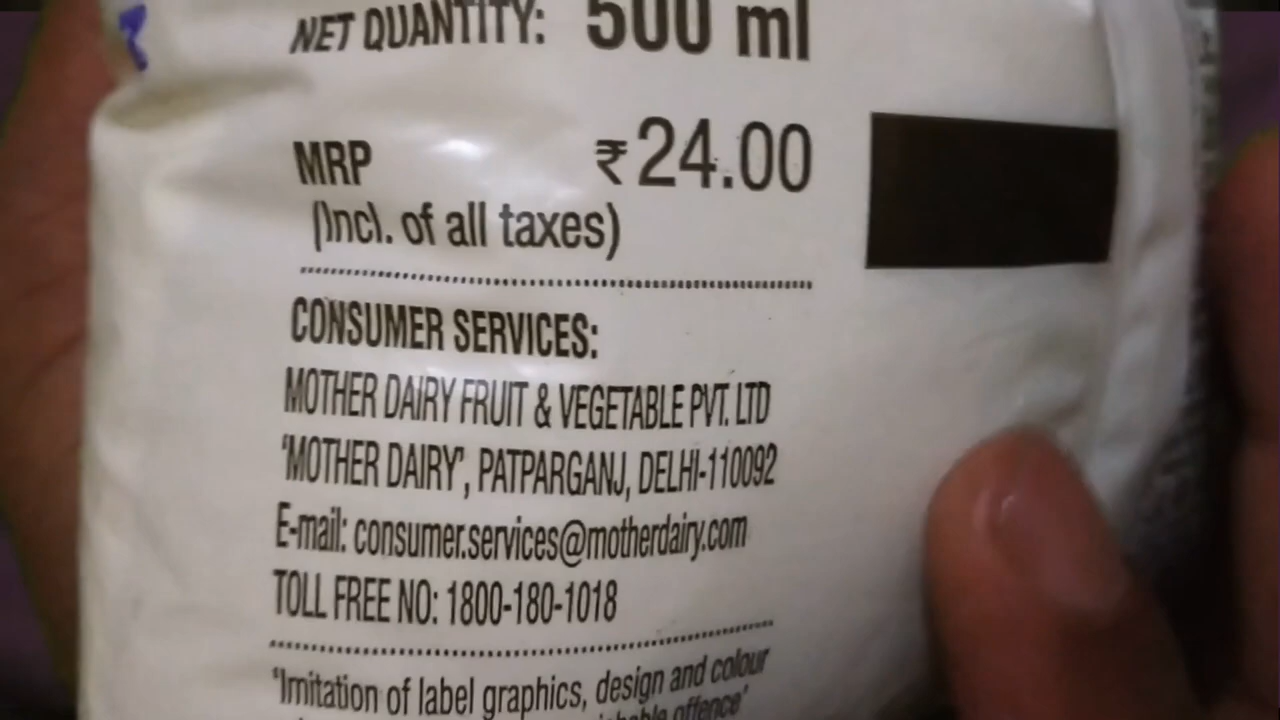 NET QUANTITY: 500 ml
MRP ₹24.00
(Incl. of all taxes)
CONSUMER SERVICES:
MOTHER DAIRY FRUIT & VEGETABLE PVT. LTD
'MOTHER DAIRY', PATPARGANJ, DELHI-110092
E-mail: consumer.services@motherdairy.com
TOLL FREE NO: 1800-180-1018
'Imitation of label graphics, design and colour
offence'